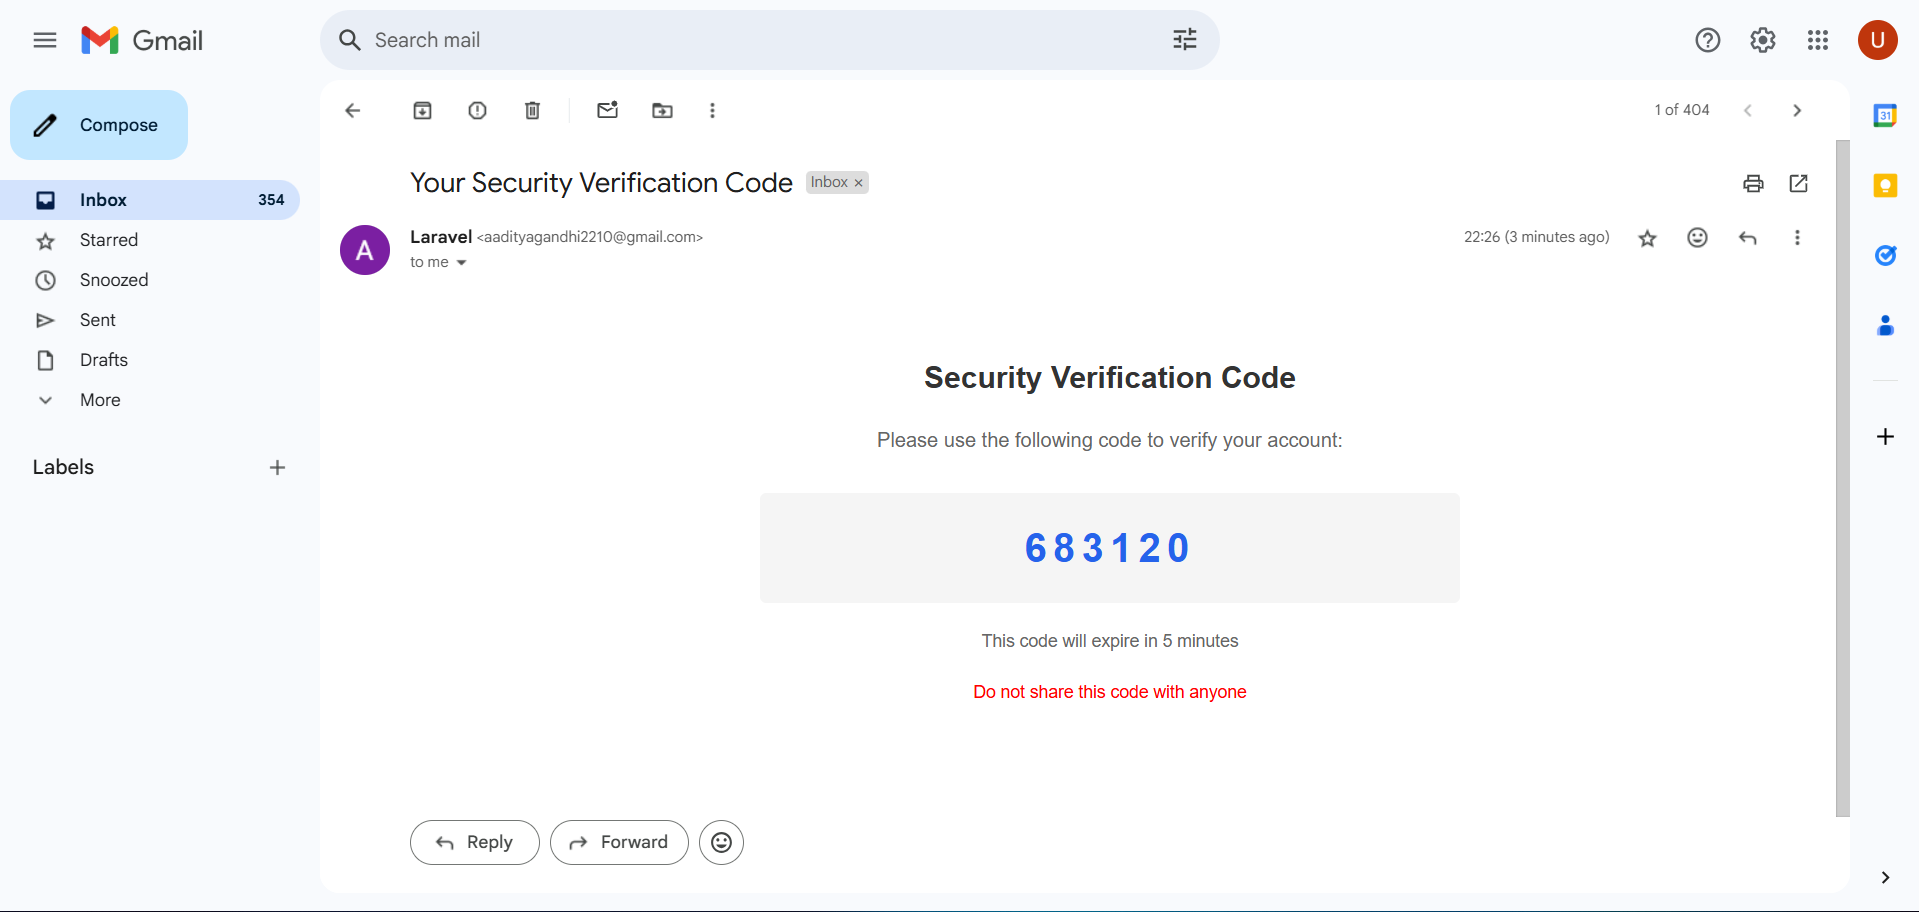 Gmail
Search mail
U
Compose
1 of 404
31
Your Security Verification Code Inbox ×
Inbox 354
Starred
Snoozed
Sent
Drafts
More
Labels
A
Laravel <aadityagandhi2210@gmail.com>
22:26 (3 minutes ago)
to me
Security Verification Code
Please use the following code to verify your account:
683120
This code will expire in 5 minutes
Do not share this code with anyone
Reply
Forward